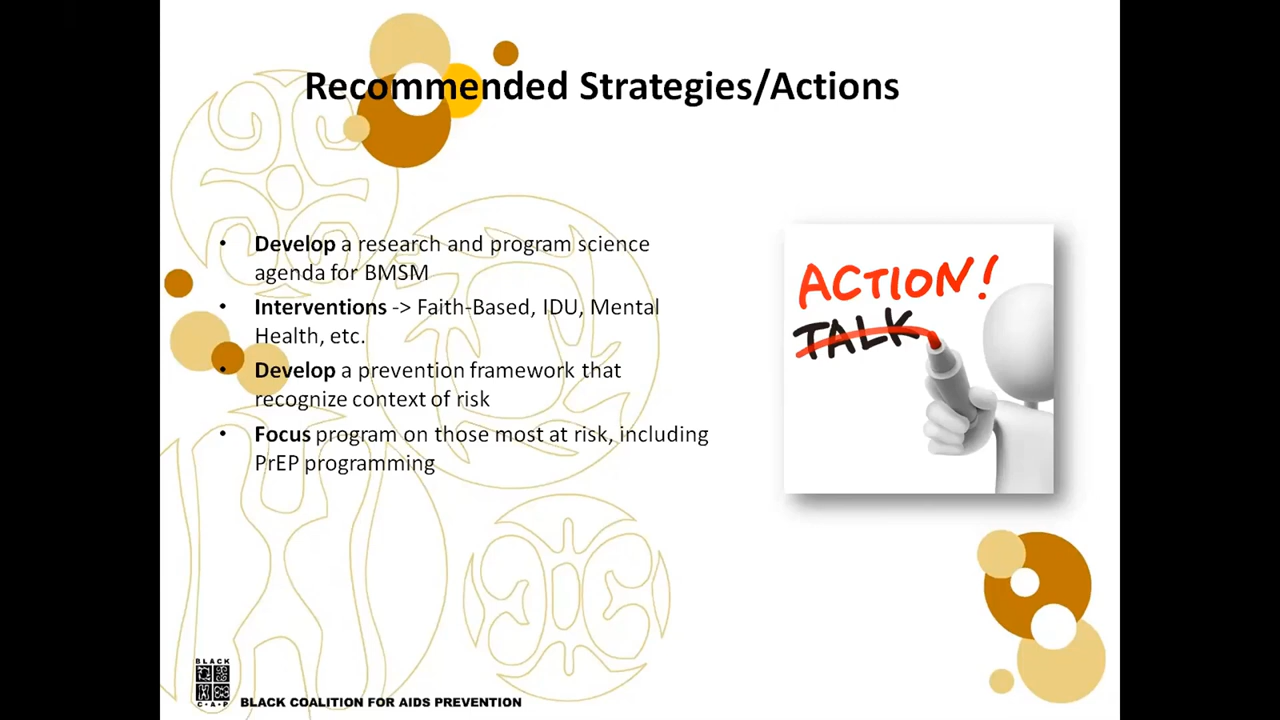 Recommended Strategies/Actions
• Develop a research and program science
agenda for BMSM
• Interventions -> Faith-Based, IDU, Mental
Health, etc.
• Develop a prevention framework that
recognize context of risk
• Focus program on those most at risk, including
PrEP programming
ACTION!
TALK
BLACK
C•A•P
BLACK COALITION FOR AIDS PREVENTION